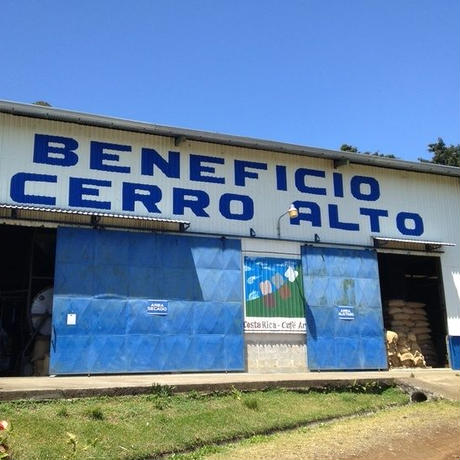 BENEFICIO
CERRO ALTO
AREA
SECADO
Costa Rica - Café
AREA